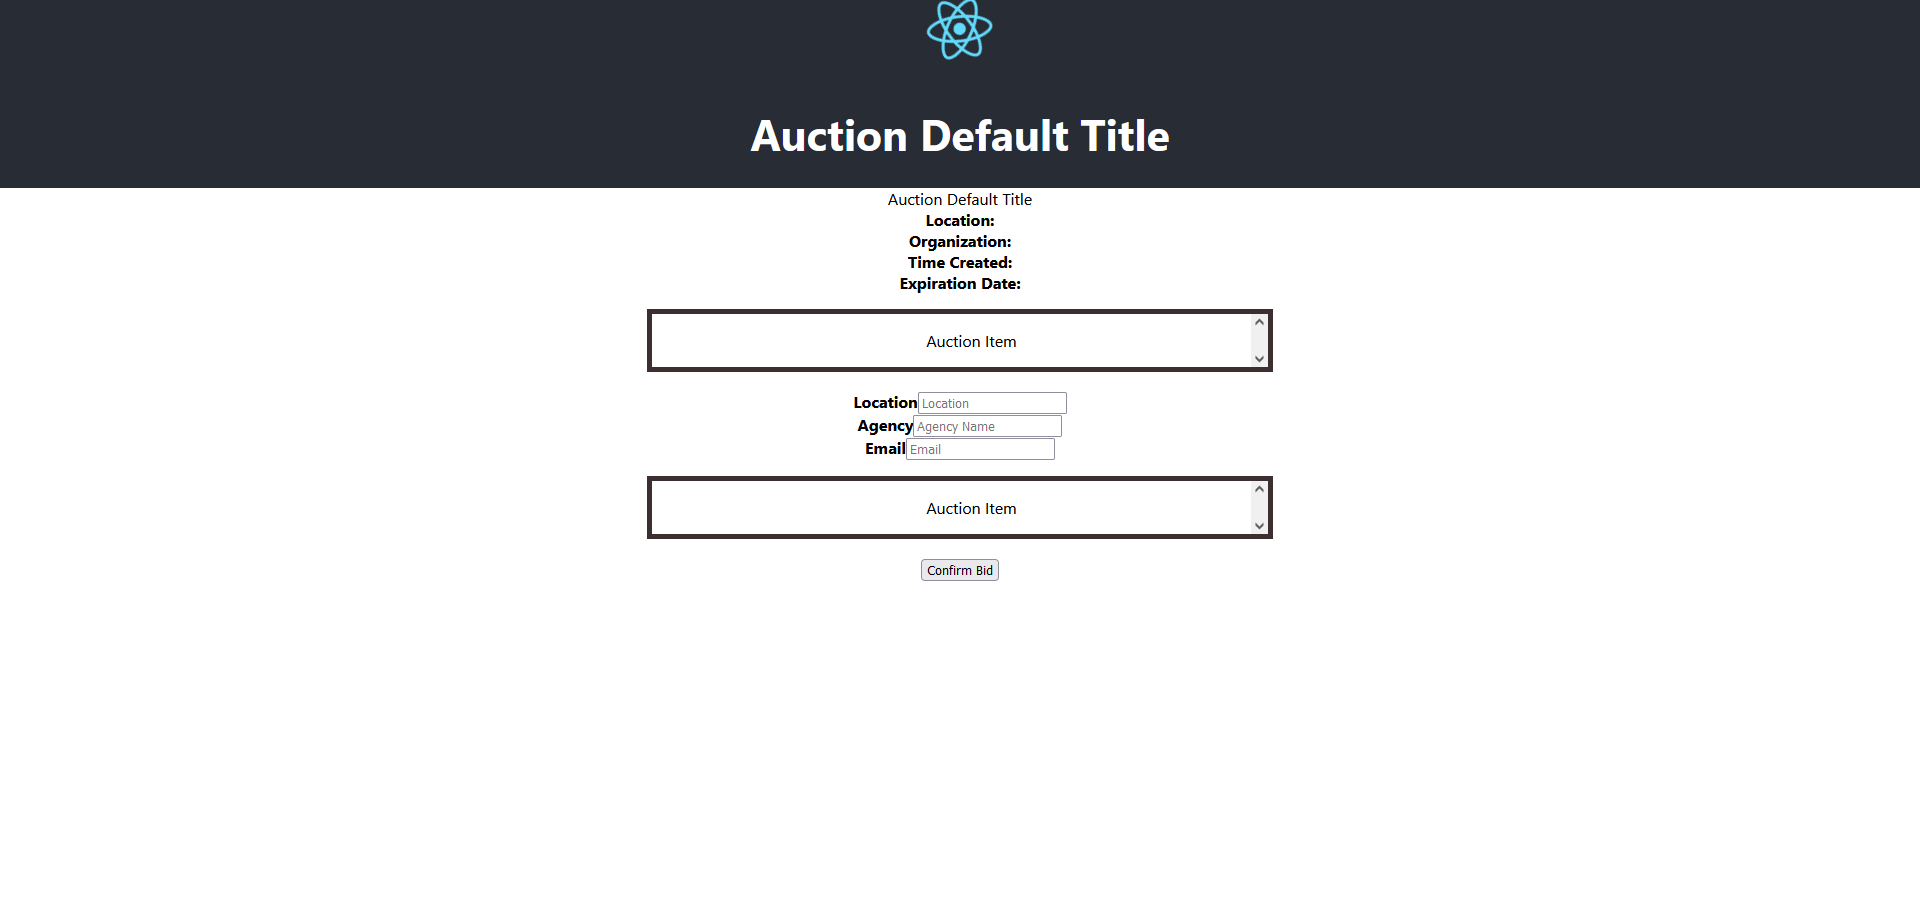 Auction Default Title
Auction Default Title
Location:
Organization:
Time Created:
Expiration Date:
Auction Item
Location Location
Agency Agency Name
Email Email
Auction Item
Confirm Bid